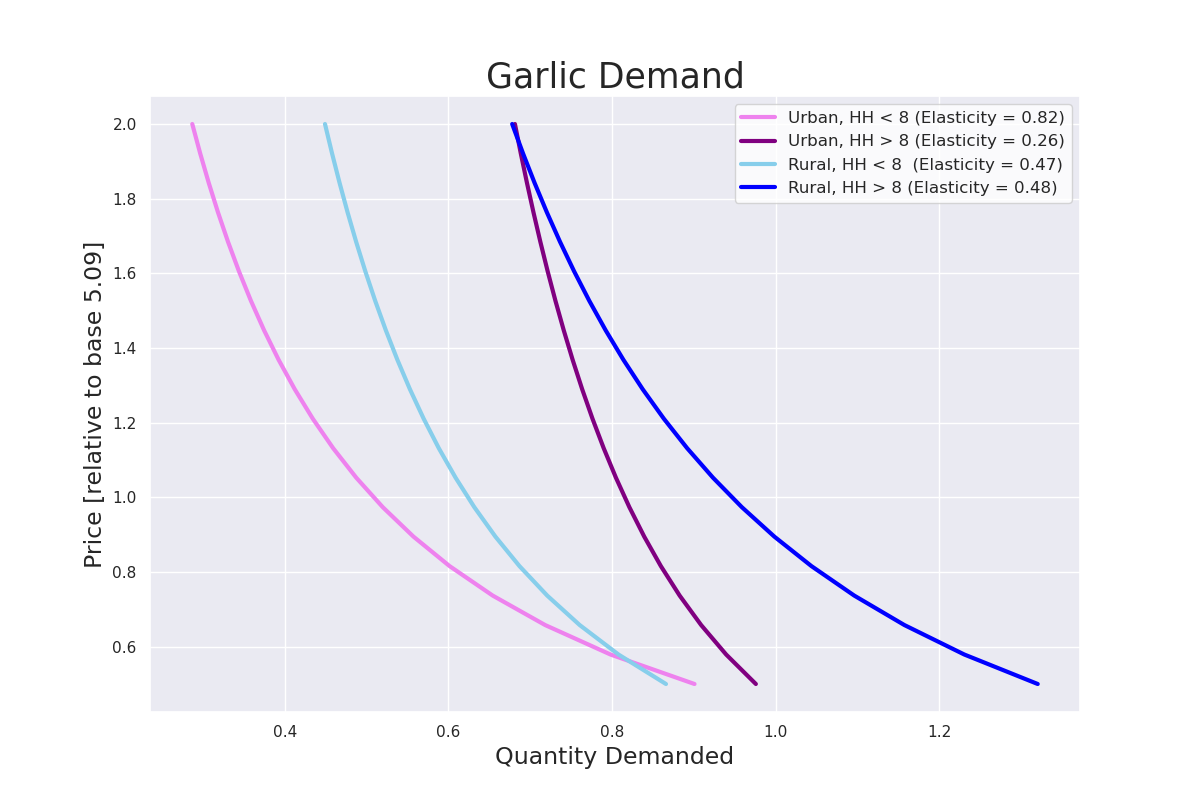 Garlic Demand
Urban, HH < 8 (Elasticity = 0.82)
Urban, HH > 8 (Elasticity = 0.26)
Rural, HH < 8  (Elasticity = 0.47)
Rural, HH > 8 (Elasticity = 0.48)
Price [relative to base 5.09]
2.0
1.8
1.6
1.4
1.2
1.0
0.8
0.6
0.4 0.6 0.8 1.0 1.2
Quantity Demanded